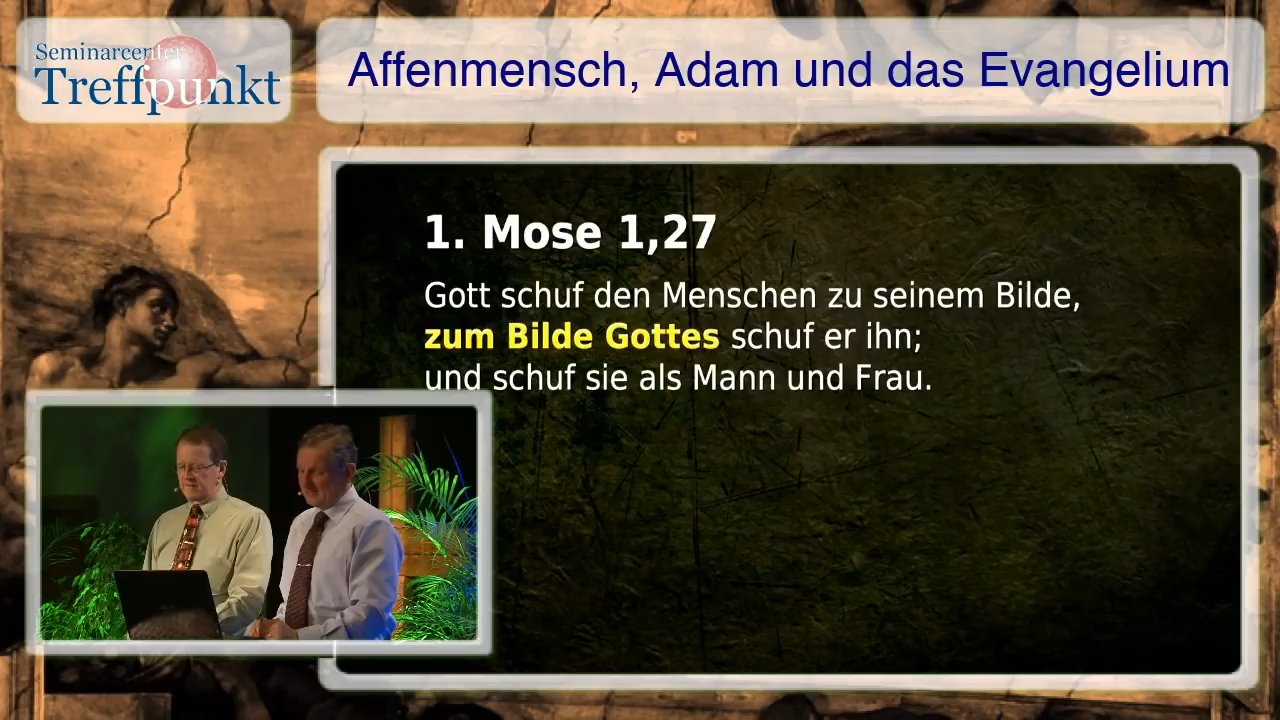 Seminarcenter
Treffpunkt
Affenmensch, Adam und das Evangelium
1. Mose 1,27
Gott schuf den Menschen zu seinem Bilde,
zum Bilde Gottes schuf er ihn;
und schuf sie als Mann und Frau.